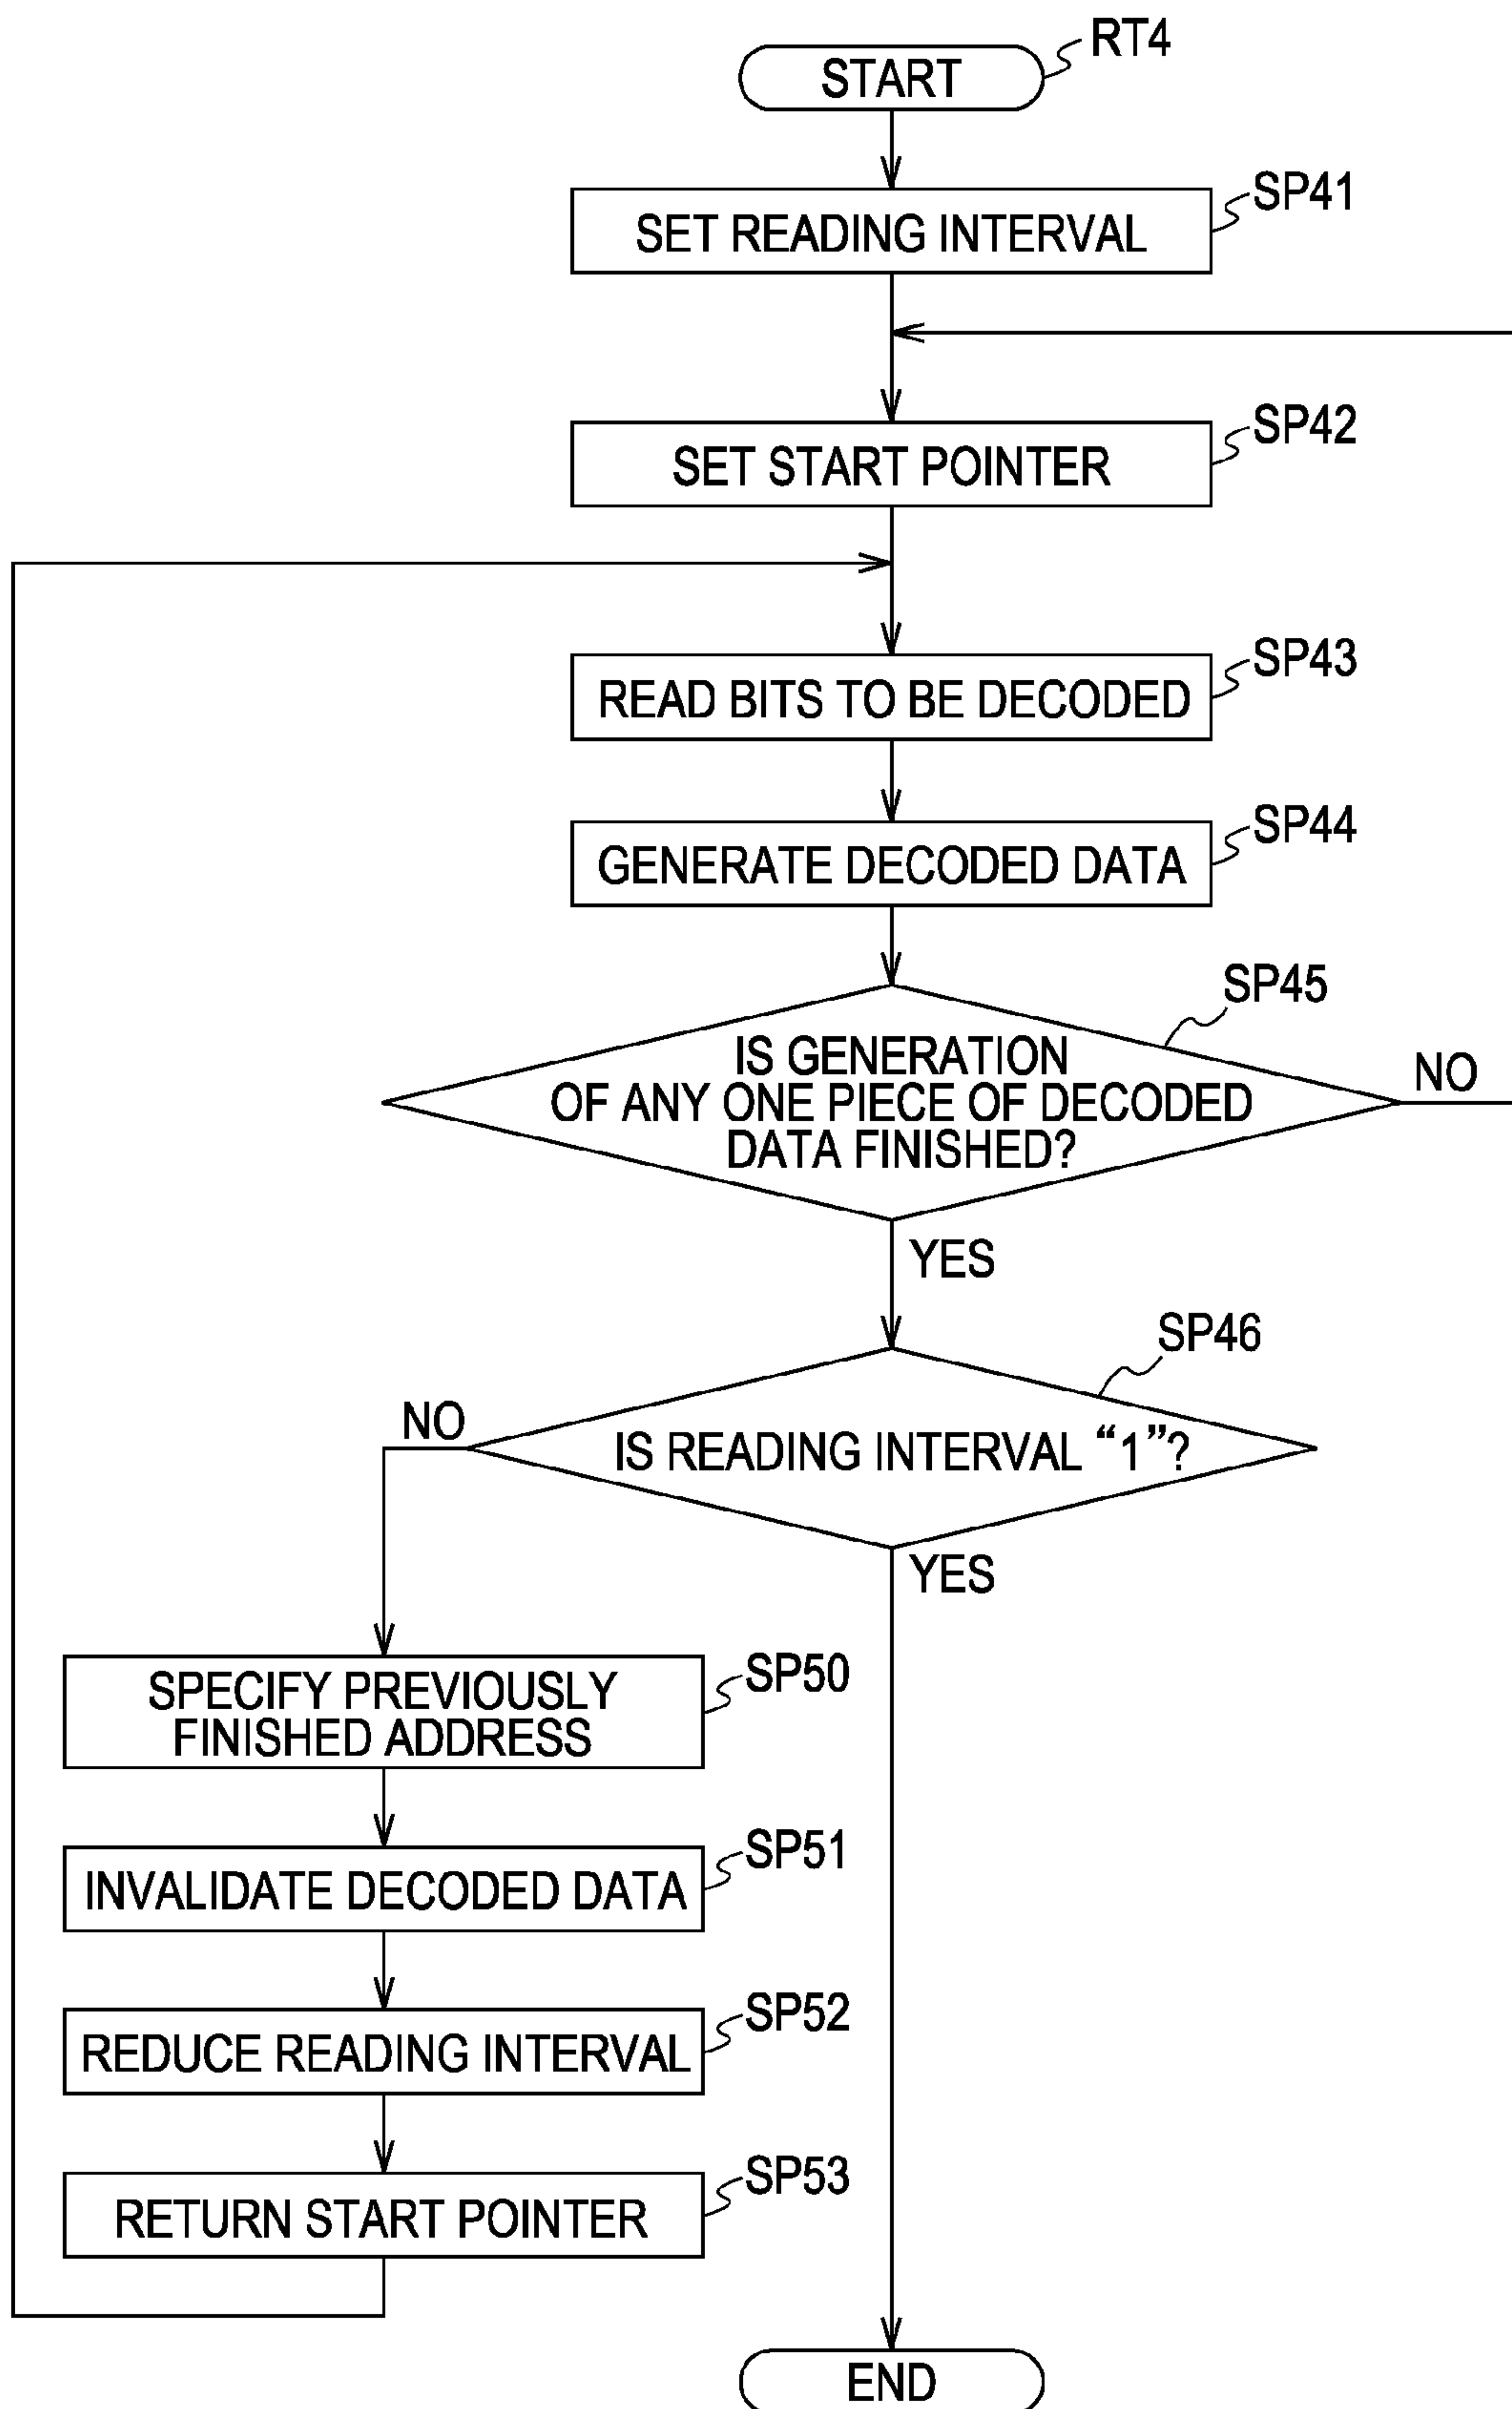 START
RT4
SET READING INTERVAL
SP41
SET START POINTER
SP42
READ BITS TO BE DECODED
SP43
GENERATE DECODED DATA
SP44
SP45
IS GENERATION
OF ANY ONE PIECE OF DECODED
DATA FINISHED?
NO
YES
SP46
IS READING INTERVAL “1”?
NO
YES
SPECIFY PREVIOUSLY
FINISHED ADDRESS
SP50
INVALIDATE DECODED DATA
SP51
REDUCE READING INTERVAL
SP52
RETURN START POINTER
SP53
END